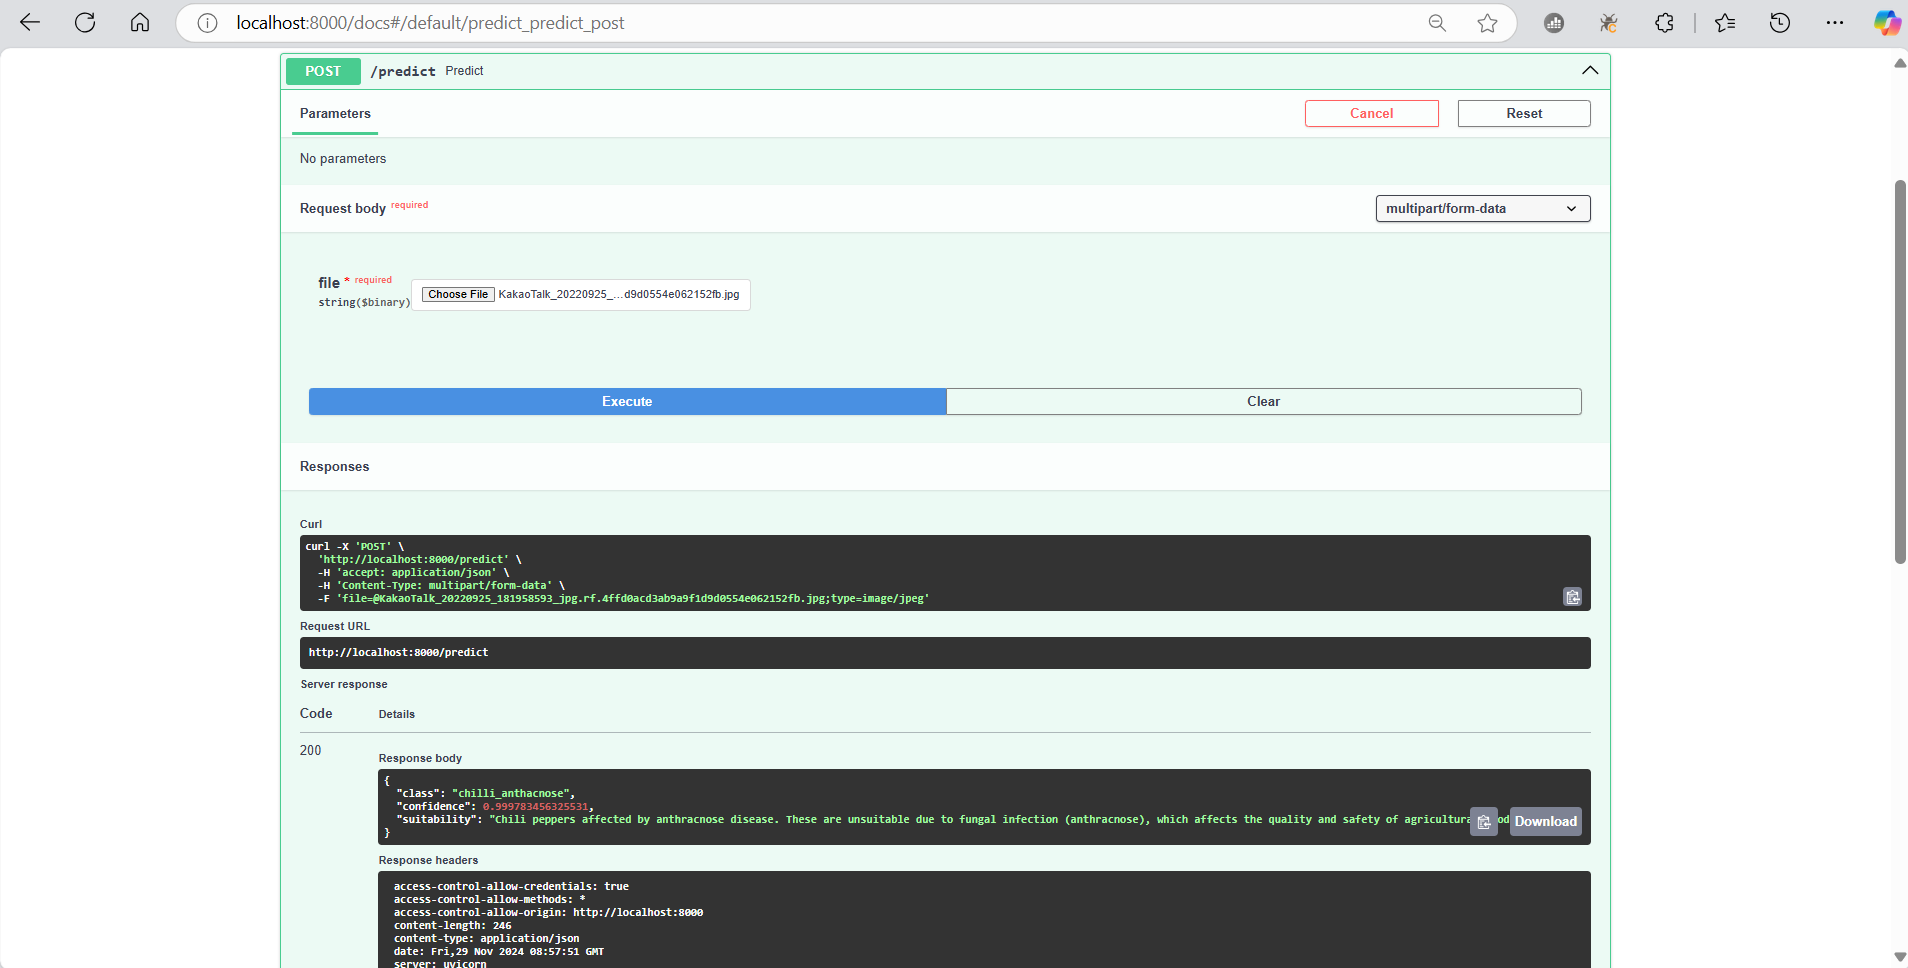 localhost:8000/docs#/default/predict_predict_post
POST /predict Predict
Parameters
Cancel
Reset
No parameters
Request body required
multipart/form-data
file * required
string($binary)
Choose File KakaoTalk_20220925_...d9d0554e062152fb.jpg
Execute
Clear
Responses
Curl
curl -X 'POST' \
'http://localhost:8000/predict' \
-H 'accept: application/json' \
-H 'Content-Type: multipart/form-data' \
-F 'file=@KakaoTalk_20220925_181958593_jpg.rf.4ffd0acd3ab9a9f1d9d0554e062152fb.jpg;type=image/jpeg'
Request URL
http://localhost:8000/predict
Server response
Code Details
200
Response body
{
"class": "chilli_anthacnose",
"confidence": 0.999783456325531,
"suitability": "Chili peppers affected by anthracnose disease. These are unsuitable due to fungal infection (anthracnose), which affects the quality and safety of agricultura
}
Download
Response headers
access-control-allow-credentials: true
access-control-allow-methods: *
access-control-allow-origin: http://localhost:8000
content-length: 246
content-type: application/json
date: Fri,29 Nov 2024 08:57:51 GMT
server: uvicorn